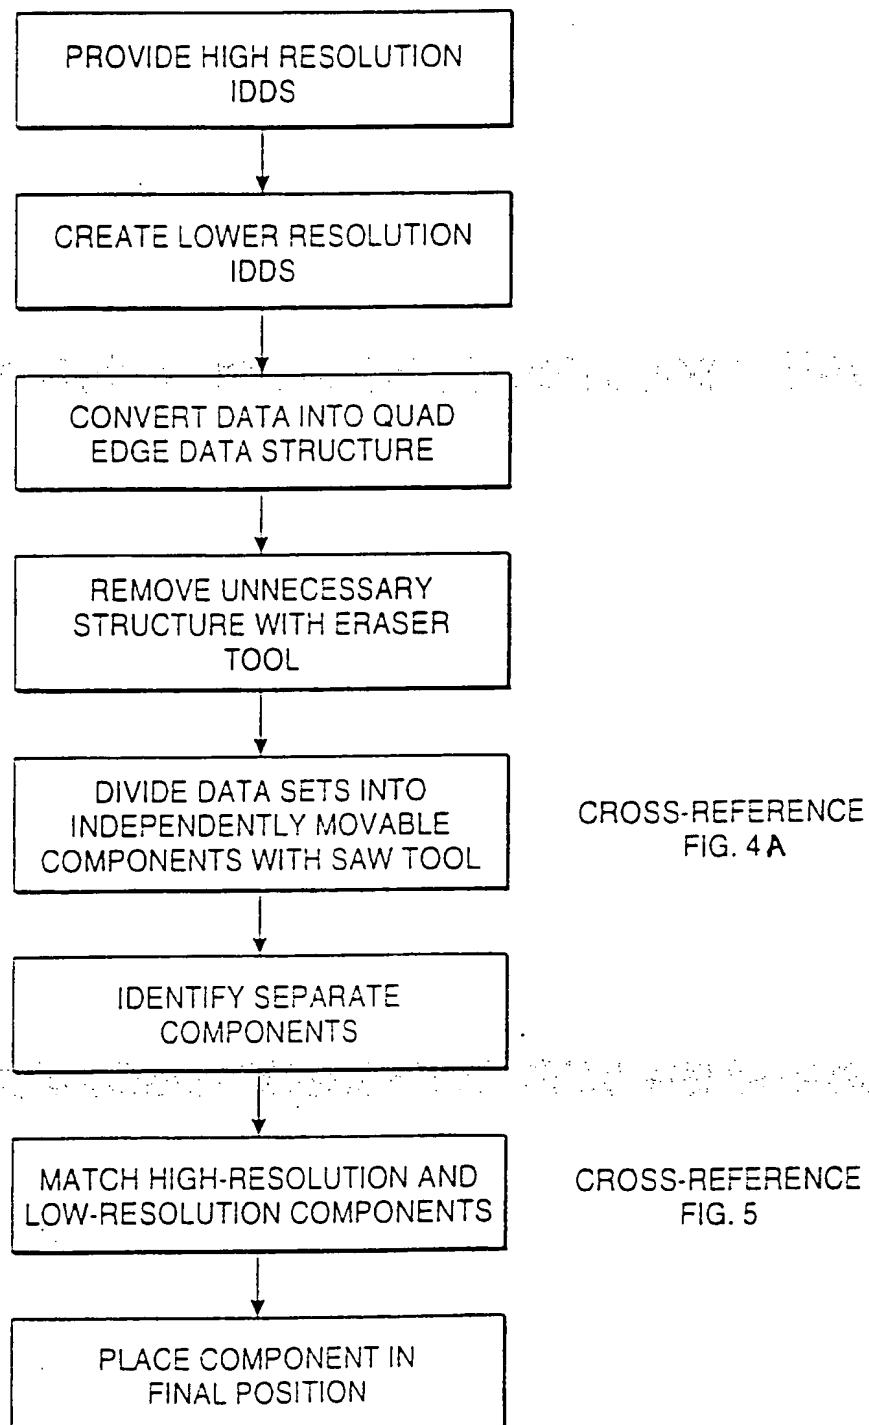 PROVIDE HIGH RESOLUTION
IDDS
CREATE LOWER RESOLUTION
IDDS
CONVERT DATA INTO QUAD
EDGE DATA STRUCTURE
REMOVE UNNECESSARY
STRUCTURE WITH ERASER
TOOL
DIVIDE DATA SETS INTO
INDEPENDENTLY MOVABLE
COMPONENTS WITH SAW TOOL
CROSS-REFERENCE
FIG. 4A
IDENTIFY SEPARATE
COMPONENTS
MATCH HIGH-RESOLUTION AND
LOW-RESOLUTION COMPONENTS
CROSS-REFERENCE
FIG. 5
PLACE COMPONENT IN
FINAL POSITION